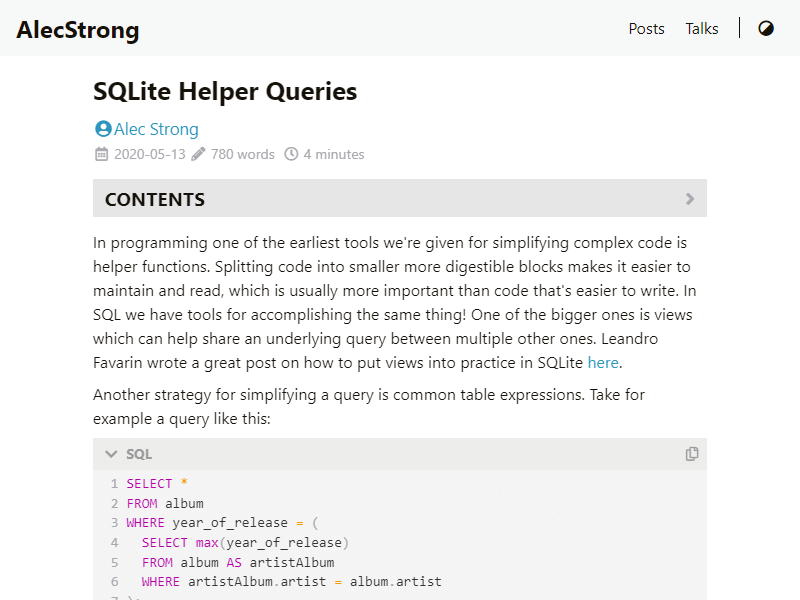 AlecStrong
Posts
Talks
SQLite Helper Queries
Alec Strong
2020-05-13 780 words 4 minutes
CONTENTS
In programming one of the earliest tools we're given for simplifying complex code is
helper functions. Splitting code into smaller more digestible blocks makes it easier to
maintain and read, which is usually more important than code that's easier to write. In
SQL we have tools for accomplishing the same thing! One of the bigger ones is views
which can help share an underlying query between multiple other ones. Leandro
Favarin wrote a great post on how to put views into practice in SQLite here.
Another strategy for simplifying a query is common table expressions. Take for
example a query like this:
SQL
1 SELECT *
2 FROM album
3 WHERE year_of_release = (
4   SELECT max(year_of_release)
5   FROM album AS artistAlbum
6   WHERE artistAlbum.artist = album.artist